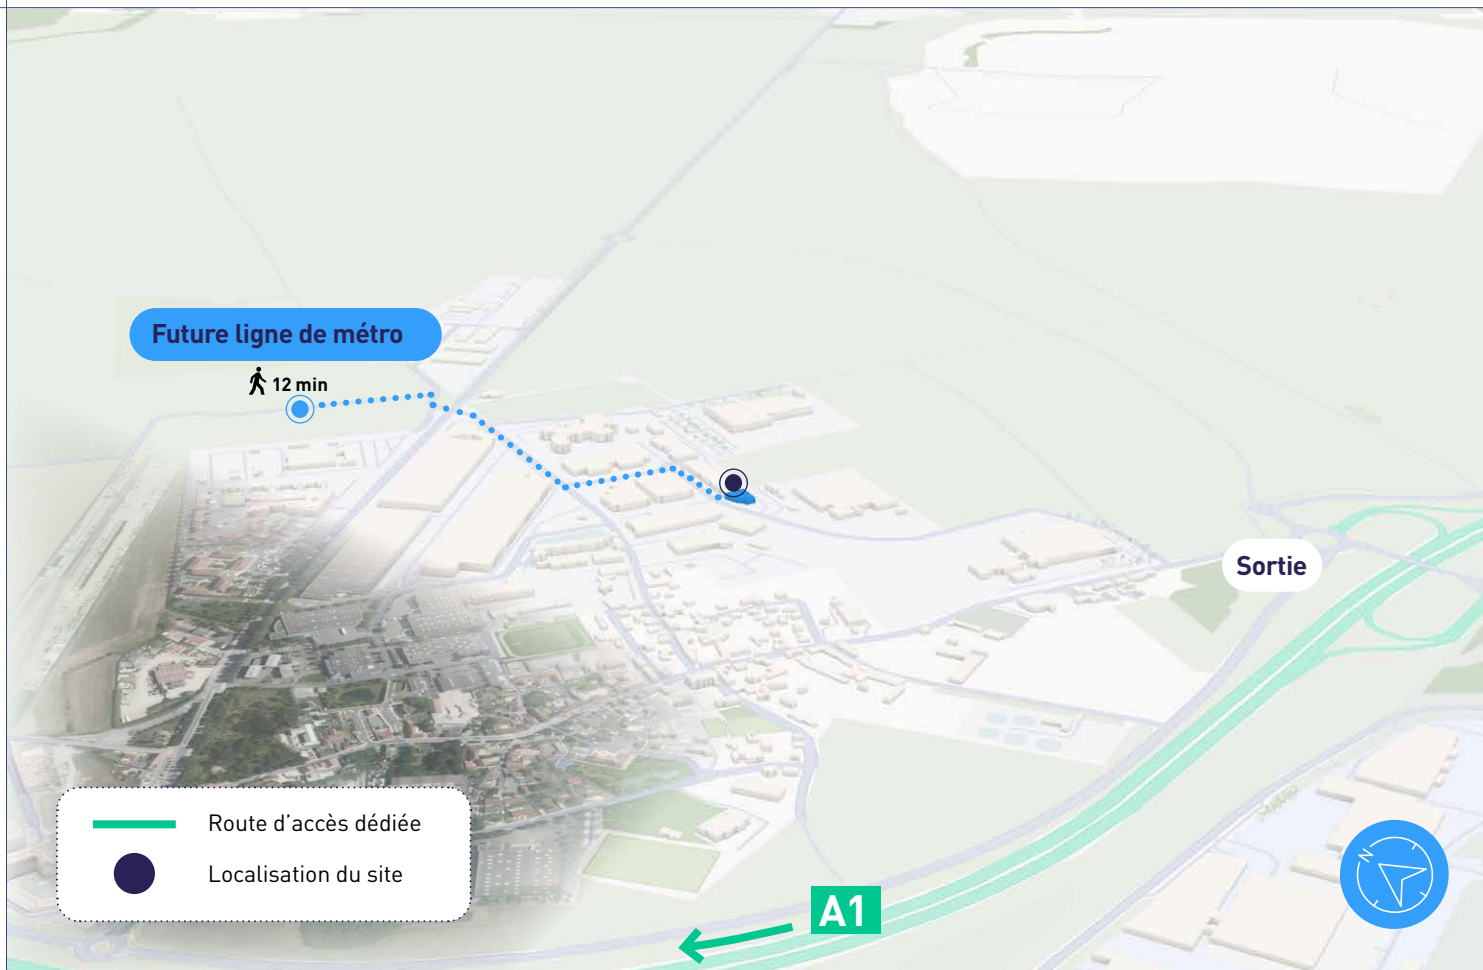 Future ligne de métro
12 min
Sortie
Route d'accès dédiée
Localisation du site
A1
N